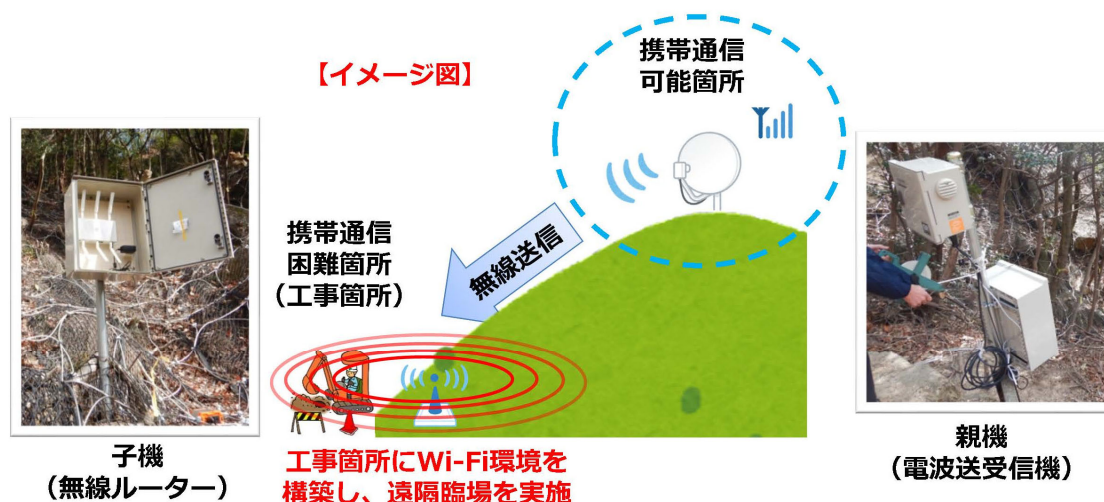 【イメージ図】
携帯通信
可能箇所
携帯通信
困難箇所
（工事箇所）
無線送信
子機
（無線ルーター）
工事箇所にWi-Fi環境を
構築し、遠隔臨場を実施
親機
（電波送受信機）